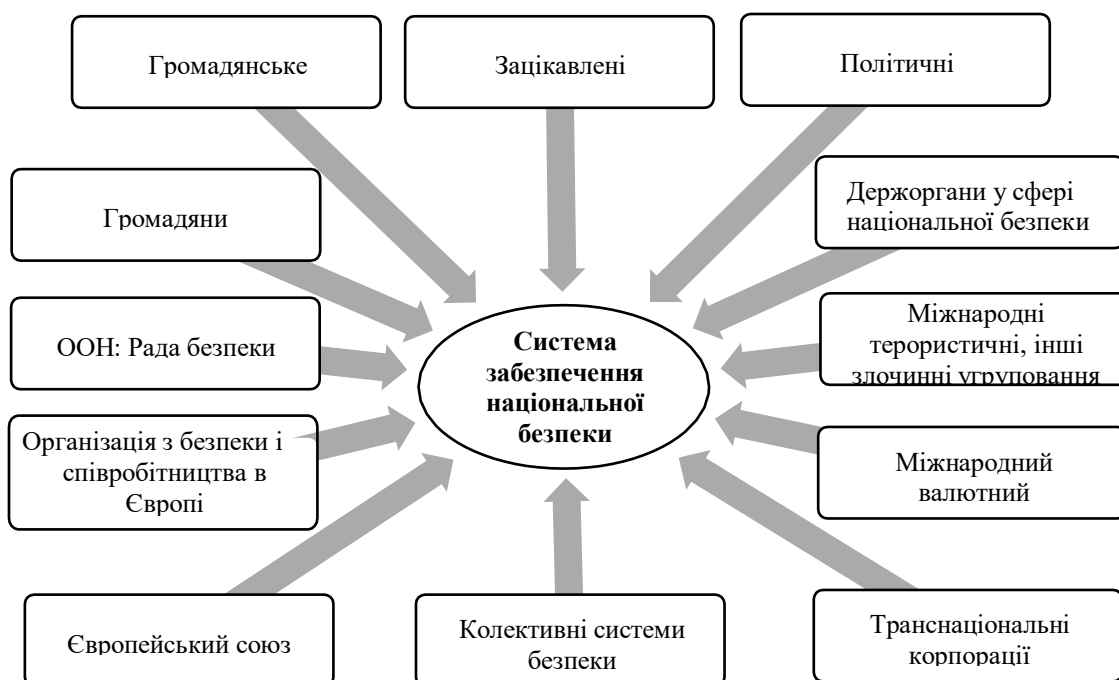 Громадянське
Зацікавлені
Політичні
Громадяни
Держоргани у сфері
національної безпеки
ООН: Рада безпеки
Система
забезпечення
національної
безпеки
Міжнародні
терористичні, інші
злочинні угруповання
Організація з безпеки і
співробітництва в
Європі
Міжнародний
валютний
Європейський союз
Колективні системи
безпеки
Транснаціональні
корпорації